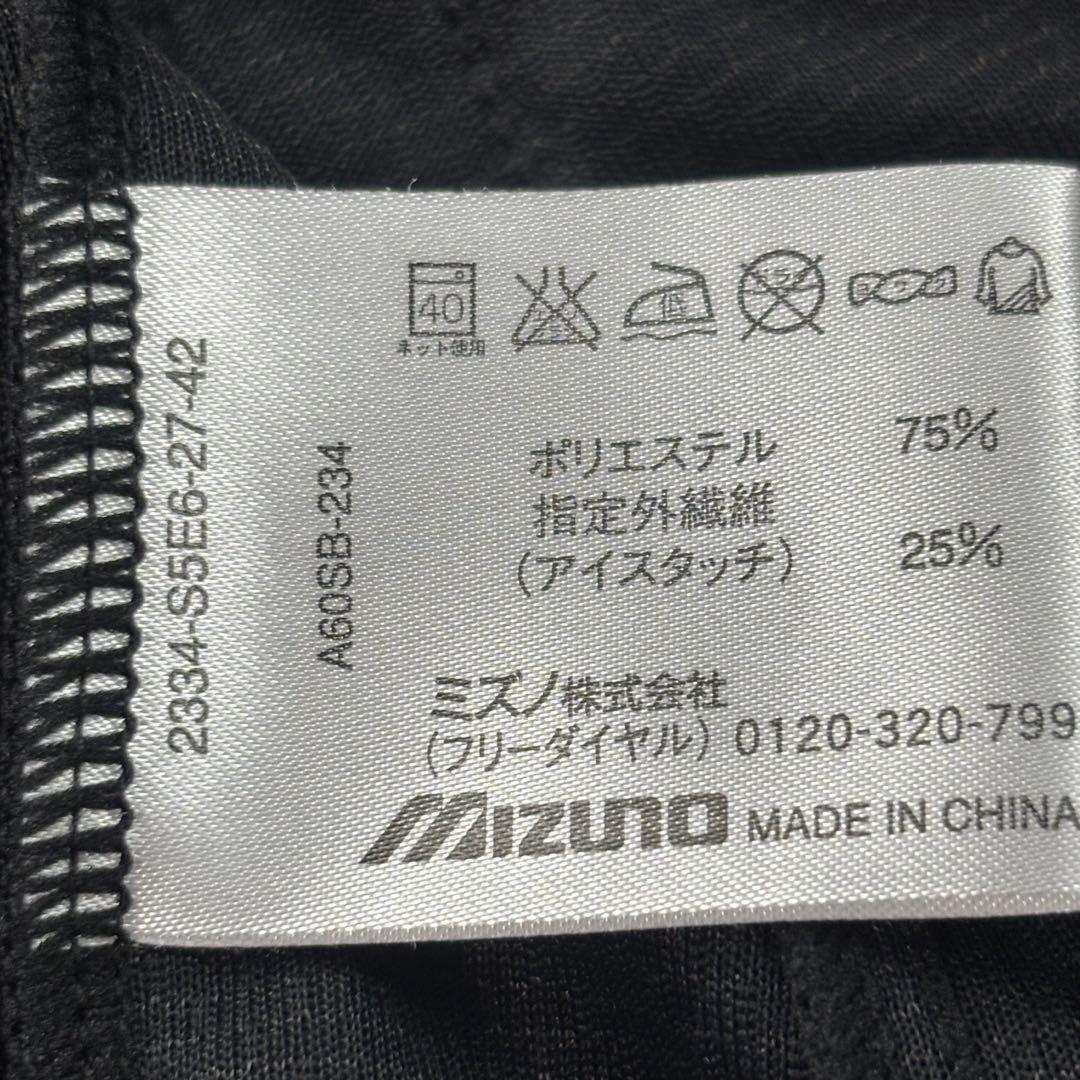 40
ネット使用
低
ポリエステル 75%
指定外繊維
(アイスタッチ) 25%
ミズノ株式会社
(フリーダイヤル) 0120-320-799
MIZUNO MADE IN CHINA
A60SB-234
2334-S5E6-27-42